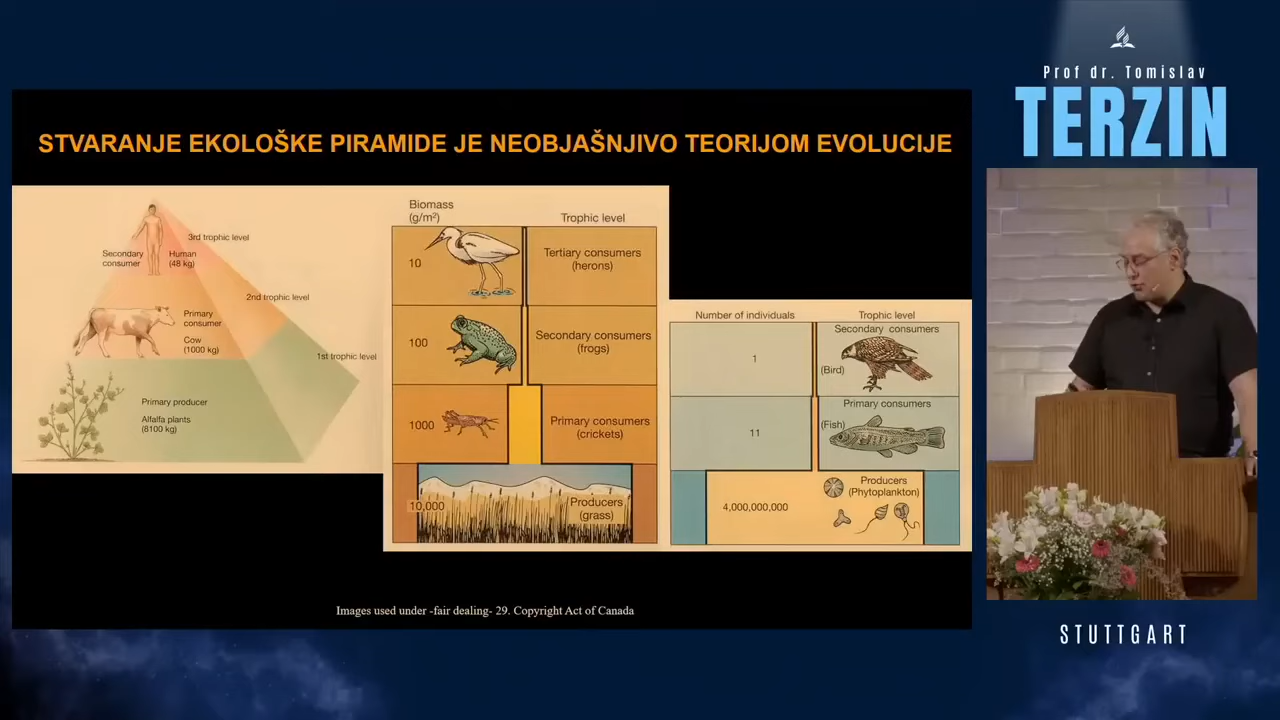 Prof dr. Tomislav
TERZIN
STVARANJE EKOLOŠKE PIRAMIDE JE NEOBJAŠNJIVO TEORIJOM EVOLUCIJE
3rd trophic level
Secondary
consumer
Human
(48 kg)
2nd trophic level
Primary
consumer
Cow
(1000 kg)
1st trophic level
Primary producer
Alfalfa plants
(8100 kg)
Biomass
(g/m²)
Trophic level
10
Tertiary consumers
(herons)
100
Secondary consumers
(frogs)
1000
Primary consumers
(crickets)
10,000
Producers
(grass)
Number of individuals
Trophic level
1
Secondary consumers
(Bird)
11
Primary consumers
(Fish)
4,000,000,000
Producers
(Phytoplankton)
Images used under -fair dealing- 29. Copyright Act of Canada
STUTTGART